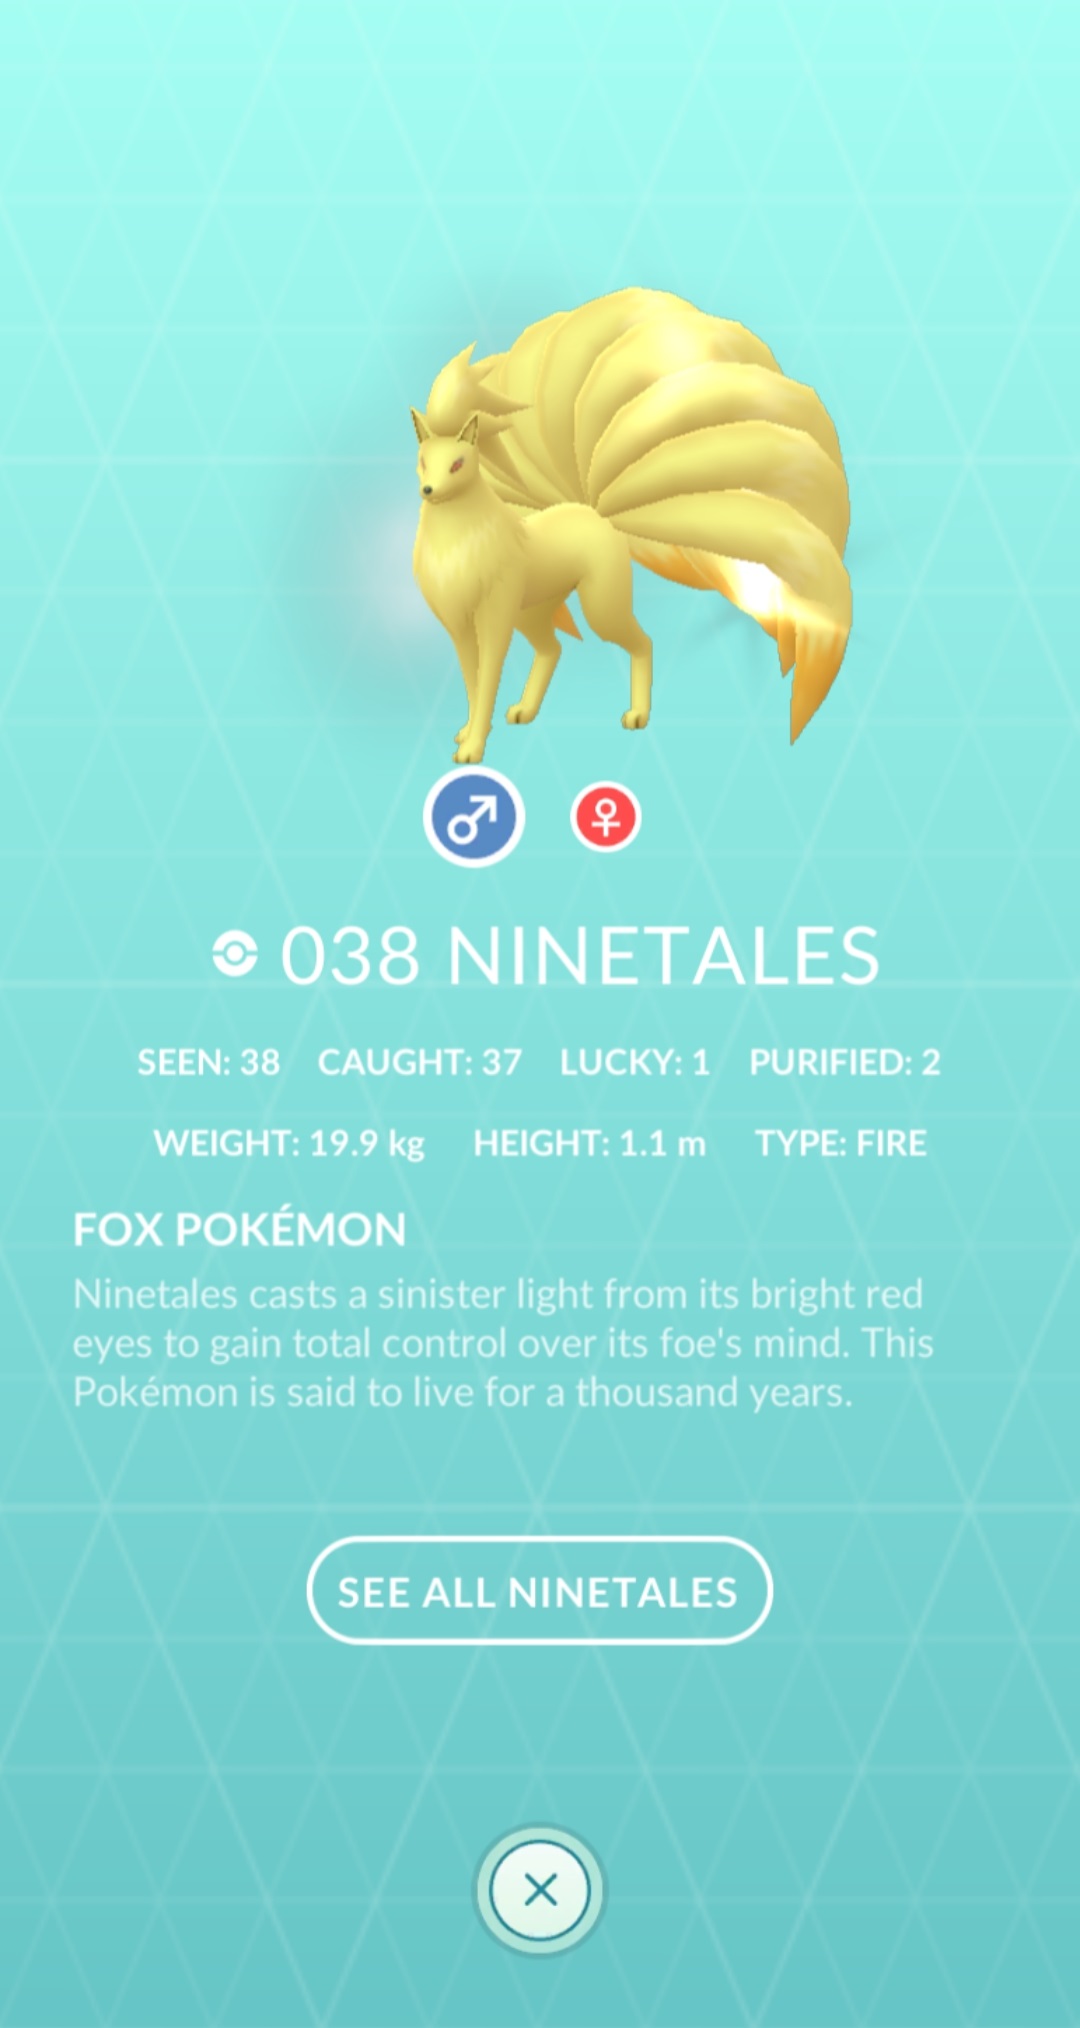 038 NINETALES
SEEN: 38 CAUGHT: 37 LUCKY: 1 PURIFIED: 2
WEIGHT: 19.9 kg HEIGHT: 1.1 m TYPE: FIRE
FOX POKÉMON
Ninetales casts a sinister light from its bright red
eyes to gain total control over its foe's mind. This
Pokémon is said to live for a thousand years.
SEE ALL NINETALES